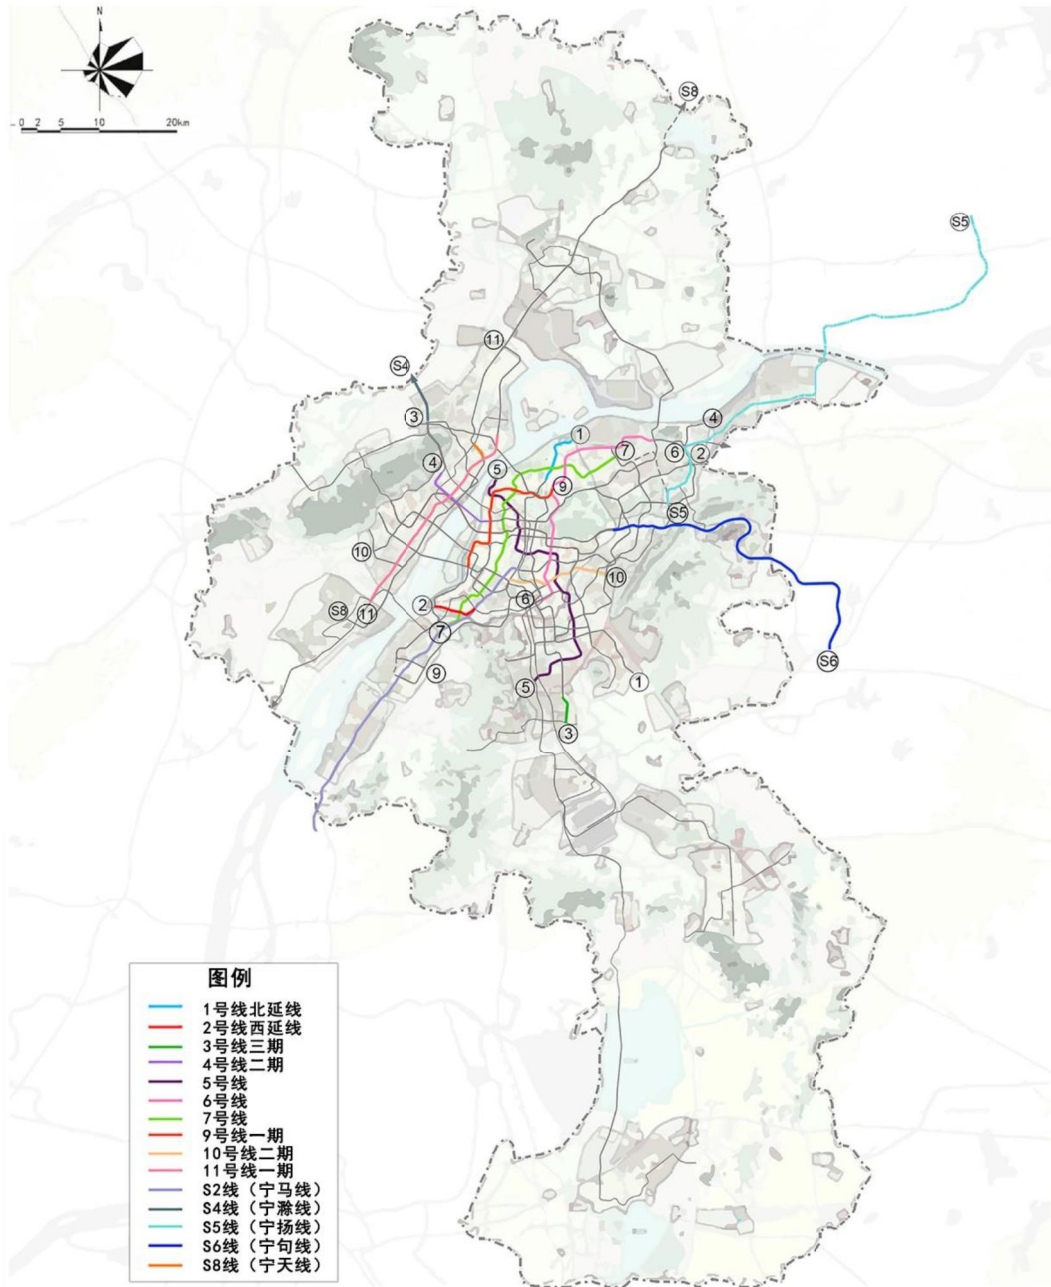 N
0 2 5 10 20km
S8
S5
11
S4
3
1
4
7
6
2
4
5
9
S5
10
10
S8
11
2
6
7
9
5
1
S6
3
图例
1号线北延线
2号线西延线
3号线三期
4号线二期
5号线
6号线
7号线
9号线一期
10号线二期
11号线一期
S2线（宁马线）
S4线（宁滁线）
S5线（宁扬线）
S6线（宁句线）
S8线（宁天线）